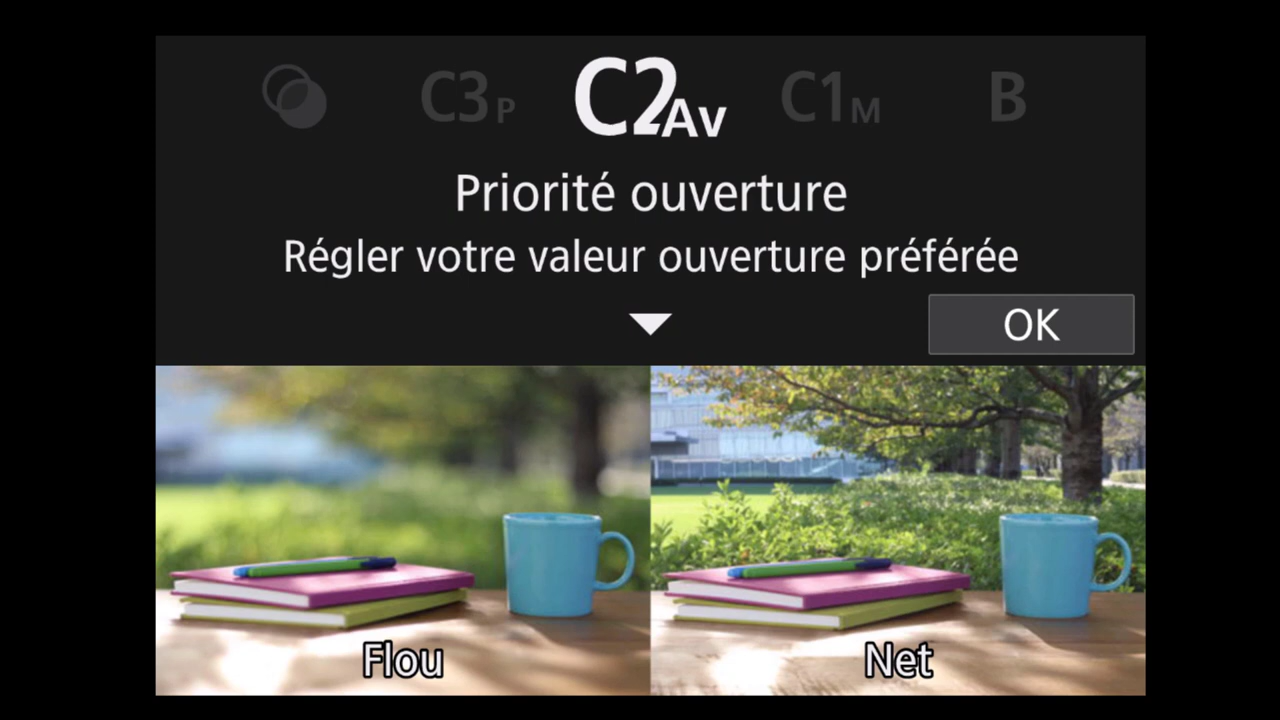 C3P C2Av C1M B
Priorité ouverture
Régler votre valeur ouverture préférée
OK
Flou Net